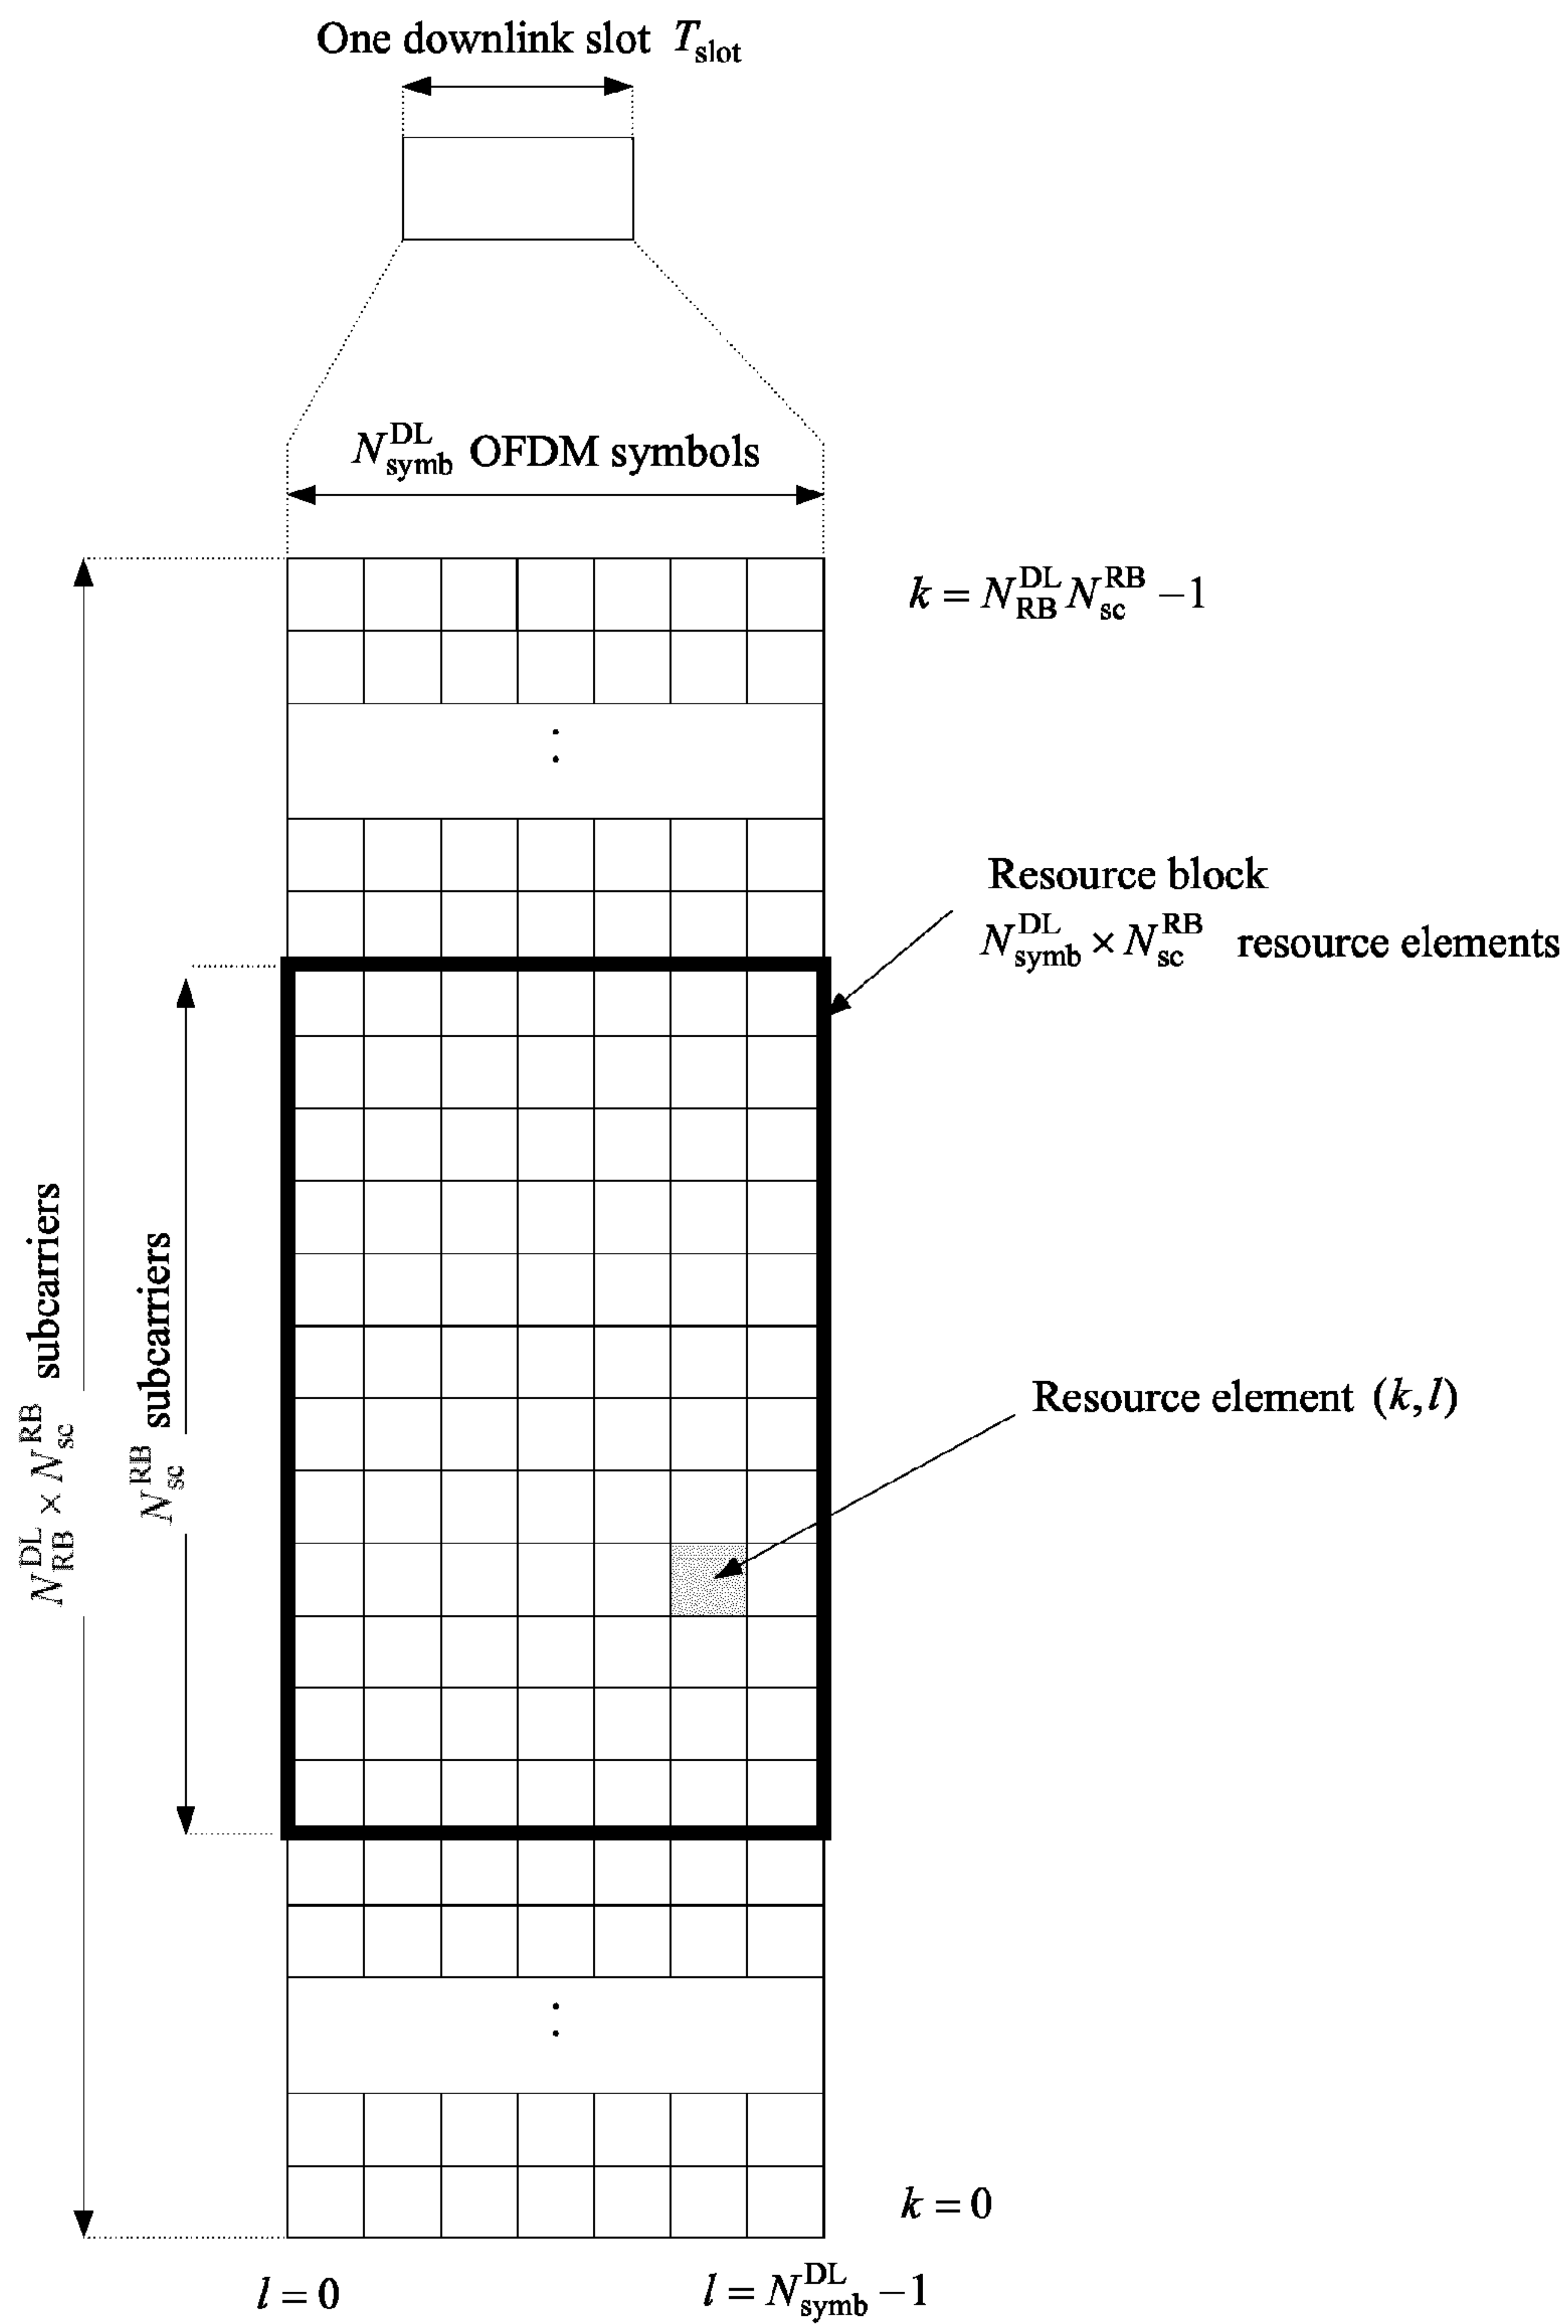 One downlink slot T_slot
N_symb^DL OFDM symbols
k = N_RB^DL N_sc^RB − 1
Resource block
N_symb^DL × N_sc^RB resource elements
N_RB^DL × N_sc^RB subcarriers
N_sc^RB subcarriers
Resource element (k, l)
k = 0
l = 0
l = N_symb^DL − 1